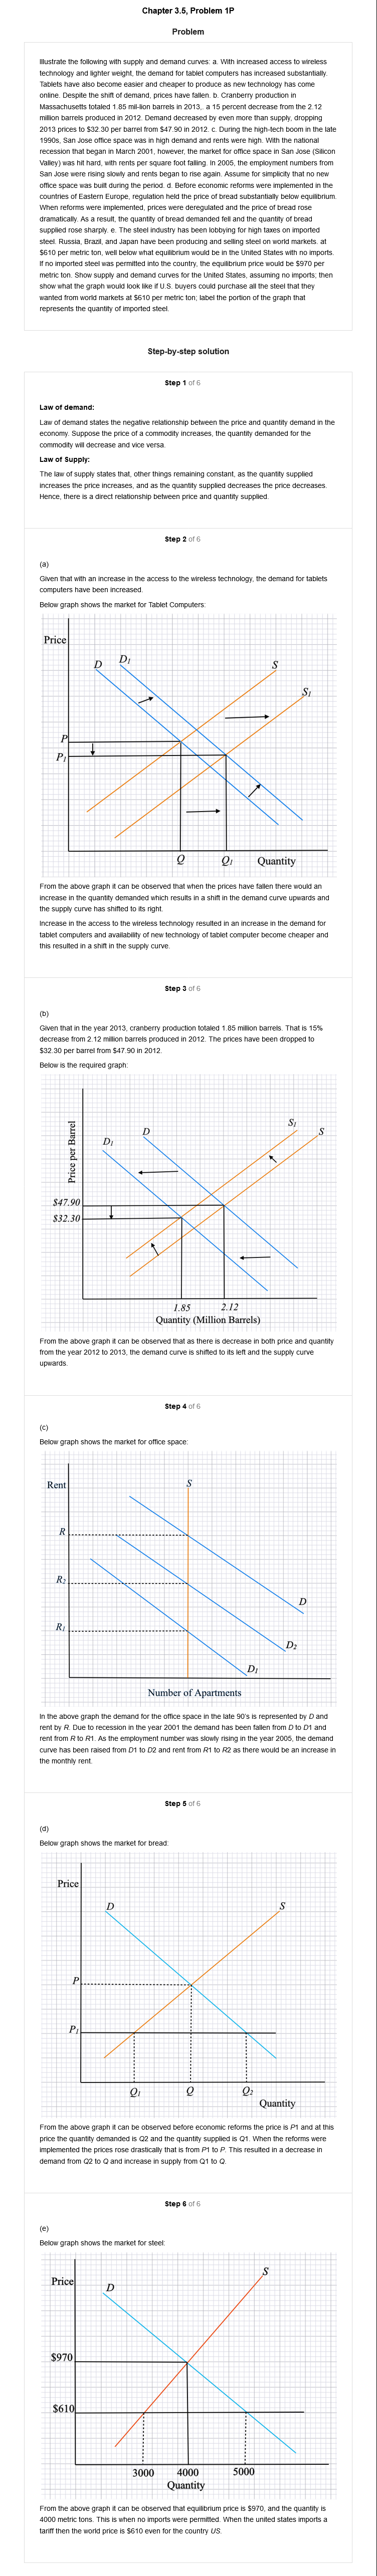 Chapter 3.5, Problem 1P
Problem
Illustrate the following with supply and demand curves: a. With increased access to wireless
technology and lighter weight, the demand for tablet computers has increased substantially.
Tablets have also become easier and cheaper to produce as new technology has come
online. Despite the shift of demand, prices have fallen. b. Cranberry production in
Massachusetts totaled 1.85 mil-lion barrels in 2013,. a 15 percent decrease from the 2.12
million barrels produced in 2012. Demand decreased by even more than supply, dropping
2013 prices to $32.30 per barrel from $47.90 in 2012. c. During the high-tech boom in the late
1990s, San Jose office space was in high demand and rents were high. With the national
recession that began in March 2001, however, the market for office space in San Jose (Silicon
Valley) was hit hard, with rents per square foot falling. In 2005, the employment numbers from
San Jose were rising slowly and rents began to rise again. Assume for simplicity that no new
office space was built during the period. d. Before economic reforms were implemented in the
countries of Eastern Europe, regulation held the price of bread substantially below equilibrium.
When reforms were implemented, prices were deregulated and the price of bread rose
dramatically. As a result, the quantity of bread demanded fell and the quantity of bread
supplied rose sharply. e. The steel industry has been lobbying for high taxes on imported
steel. Russia, Brazil, and Japan have been producing and selling steel on world markets. at
$610 per metric ton, well below what equilibrium would be in the United States with no imports.
If no imported steel was permitted into the country, the equilibrium price would be $970 per
metric ton. Show supply and demand curves for the United States, assuming no imports; then
show what the graph would look like if U.S. buyers could purchase all the steel that they
wanted from world markets at $610 per metric ton; label the portion of the graph that
represents the quantity of imported steel.
Step-by-step solution
Step 1 of 6
Law of demand:
Law of demand states the negative relationship between the price and quantity demand in the
economy. Suppose the price of a commodity increases, the quantity demanded for the
commodity will decrease and vice versa.
Law of Supply:
The law of supply states that, other things remaining constant, as the quantity supplied
increases the price increases, and as the quantity supplied decreases the price decreases.
Hence, there is a direct relationship between price and quantity supplied.
Step 2 of 6
(a)
Given that with an increase in the access to the wireless technology, the demand for tablets
computers have been increased.
Below graph shows the market for Tablet Computers:
Price
D
D1
S
S1
P
P1
Q
Q1
Quantity
From the above graph it can be observed that when the prices have fallen there would an
increase in the quantity demanded which results in a shift in the demand curve upwards and
the supply curve has shifted to its right.
Increase in the access to the wireless technology resulted in an increase in the demand for
tablet computers and availability of new technology of tablet computer become cheaper and
this resulted in a shift in the supply curve.
Step 3 of 6
(b)
Given that in the year 2013, cranberry production totaled 1.85 million barrels. That is 15%
decrease from 2.12 million barrels produced in 2012. The prices have been dropped to
$32.30 per barrel from $47.90 in 2012.
Below is the required graph:
Price per Barrel
D1
D
S1
S
$47.90
$32.30
1.85
2.12
Quantity (Million Barrels)
From the above graph it can be observed that as there is decrease in both price and quantity
from the year 2012 to 2013, the demand curve is shifted to its left and the supply curve
upwards.
Step 4 of 6
(c)
Below graph shows the market for office space:
Rent
S
R
R2
R1
D
D2
D1
Number of Apartments
In the above graph the demand for the office space in the late 90's is represented by D and
rent by R. Due to recession in the year 2001 the demand has been fallen from D to D1 and
rent from R to R1. As the employment number was slowly rising in the year 2005, the demand
curve has been raised from D1 to D2 and rent from R1 to R2 as there would be an increase in
the monthly rent.
Step 5 of 6
(d)
Below graph shows the market for bread:
Price
D
S
P
P1
Q1
Q
Q2
Quantity
From the above graph it can be observed before economic reforms the price is P1 and at this
price the quantity demanded is Q2 and the quantity supplied is Q1. When the reforms were
implemented the prices rose drastically that is from P1 to P. This resulted in a decrease in
demand from Q2 to Q and increase in supply from Q1 to Q.
Step 6 of 6
(e)
Below graph shows the market for steel:
Price
D
S
$970
$610
3000
4000
5000
Quantity
From the above graph it can be observed that equilibrium price is $970, and the quantity is
4000 metric tons. This is when no imports were permitted. When the united states imports a
tariff then the world price is $610 even for the country US.